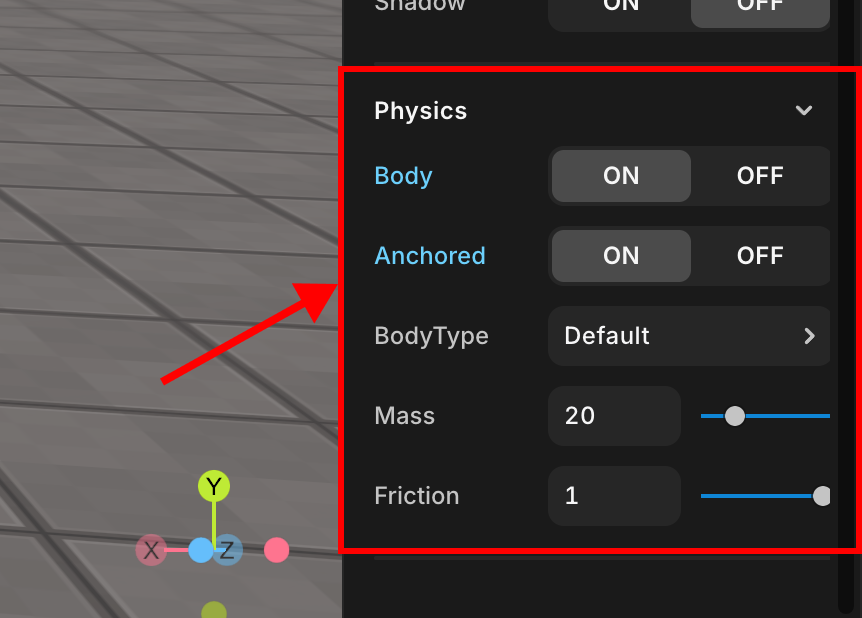 Shadow ON OFF
Physics
Body ON OFF
Anchored ON OFF
BodyType Default
Mass 20
Friction 1
Y
X Z